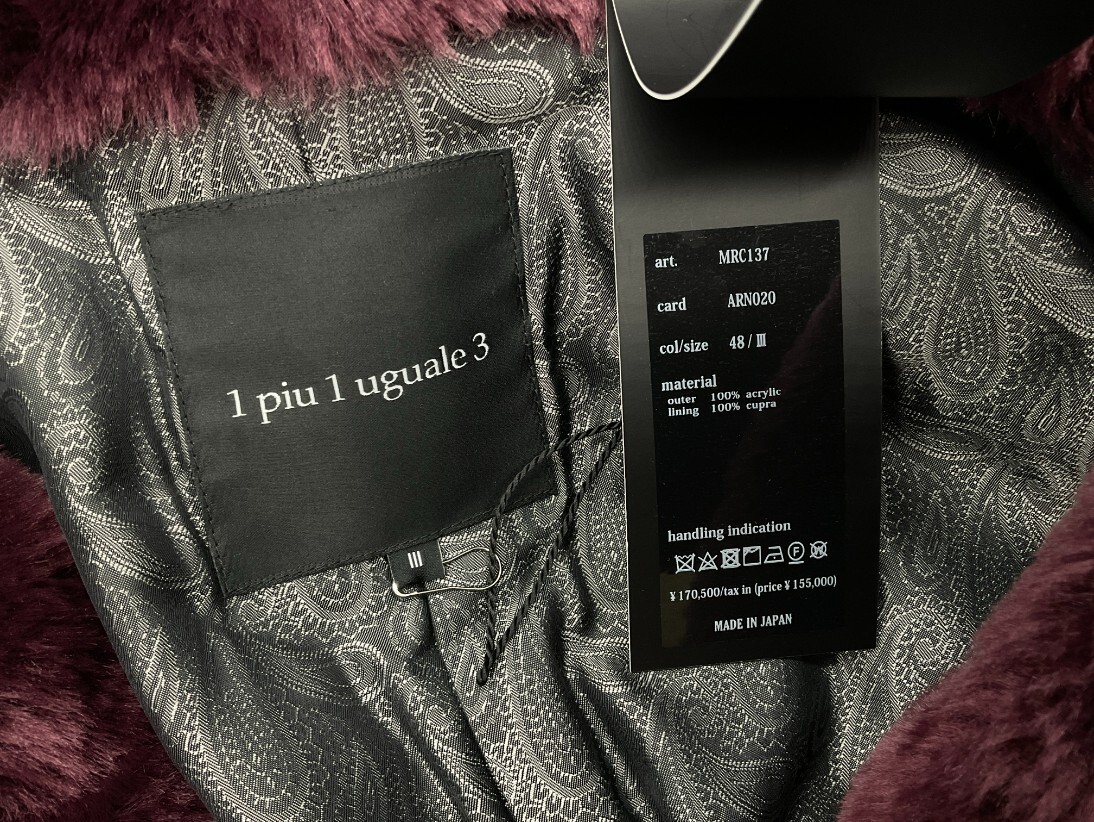 1 piu 1 uguale 3
III
art. MRC137
card ARN020
col/size 48 / III
material
outer 100% acrylic
lining 100% cupra
handling indication
F W
¥170,500/tax in (price ¥ 155,000)
MADE IN JAPAN